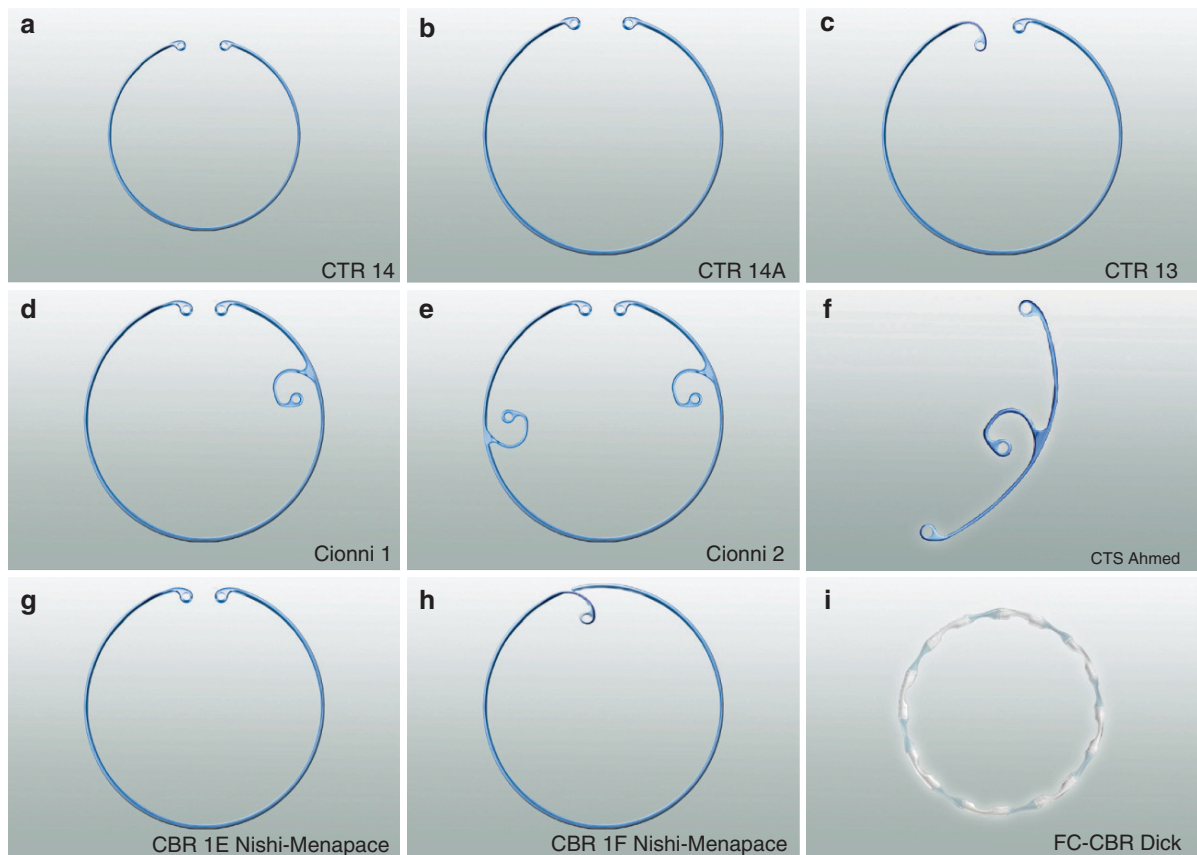 a
CTR 14
b
CTR 14A
c
CTR 13
d
Cionni 1
e
Cionni 2
f
CTS Ahmed
g
CBR 1E Nishi-Menapace
h
CBR 1F Nishi-Menapace
i
FC-CBR Dick